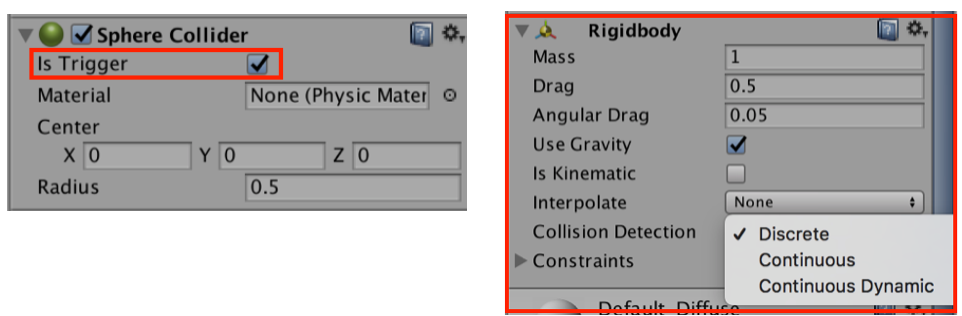 Sphere Collider
Is Trigger
Material None (Physic Mater
Center
X 0 Y 0 Z 0
Radius 0.5
Rigidbody
Mass 1
Drag 0.5
Angular Drag 0.05
Use Gravity
Is Kinematic
Interpolate None
Collision Detection Discrete
Continuous
Constraints
Continuous Dynamic
Default Diffuse